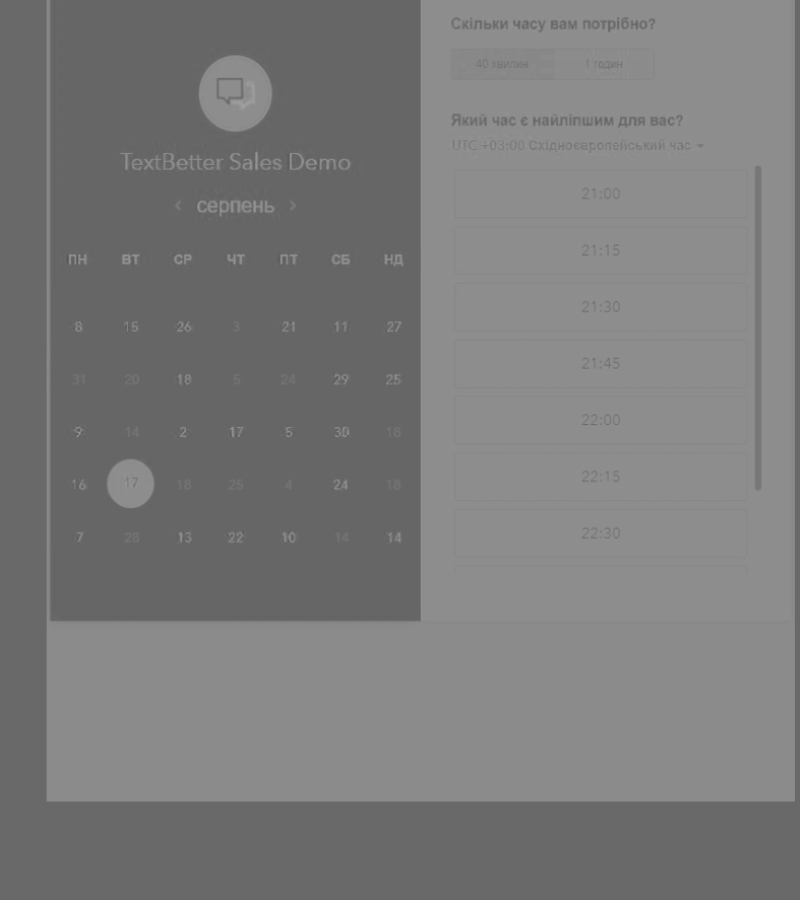 TextBetter Sales Demo
‹ серпень ›
ПН ВТ СР ЧТ ПТ СБ НД
8 15 26 3 21 11 27
31 20 18 5 24 29 25
9 14 2 17 5 30 16
16 17 18 25 4 24 18
7 28 13 22 10 14 14
Скільки часу вам потрібно?
40 хвилин 1 годин
Який час є найліпшим для вас?
UTC +03:00 Східноєвропейський час
21:00
21:15
21:30
21:45
22:00
22:15
22:30